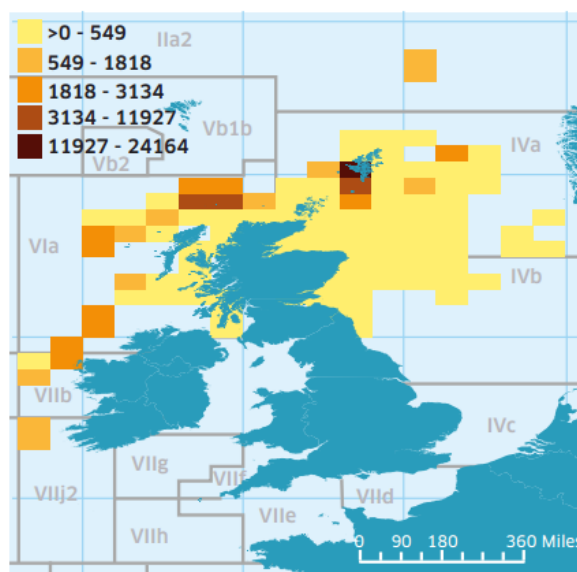 >0 - 549
549 - 1818
1818 - 3134
3134 - 11927
11927 - 24164
IIa2
Vb1b
Vb2
IVa
VIa
IVb
VIIb
IVc
VIIg
VIIf
VIId
VIIj2
VIIe
VIIh
0 90 180 360 Miles